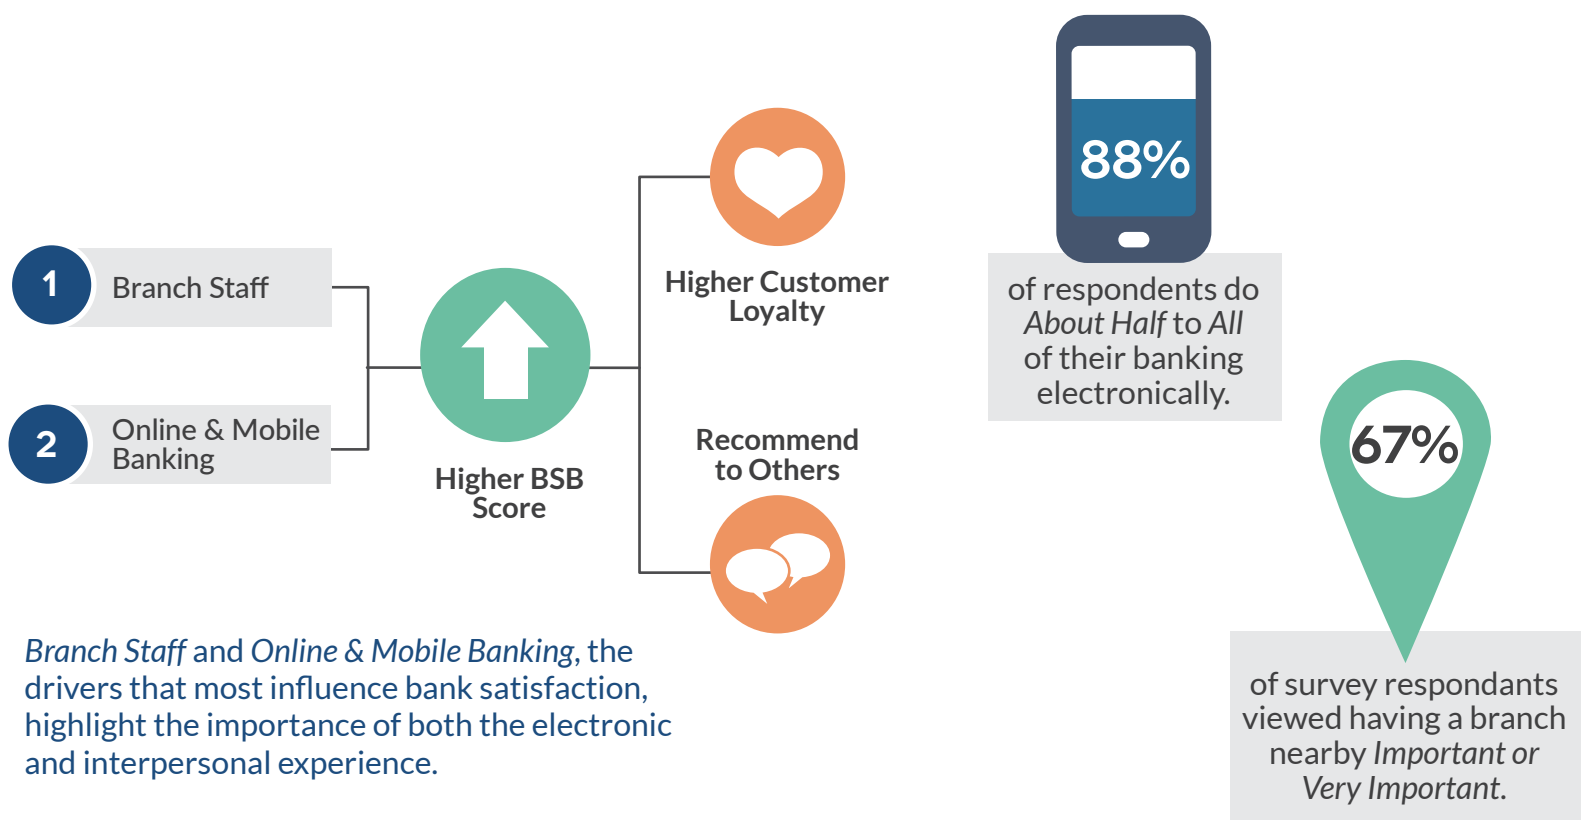 1
Branch Staff
2
Online & Mobile
Banking
Higher BSB
Score
Higher Customer
Loyalty
Recommend
to Others
Branch Staff and Online & Mobile Banking, the
drivers that most influence bank satisfaction,
highlight the importance of both the electronic
and interpersonal experience.
88%
of respondents do
About Half to All
of their banking
electronically.
67%
of survey respondants
viewed having a branch
nearby Important or
Very Important.